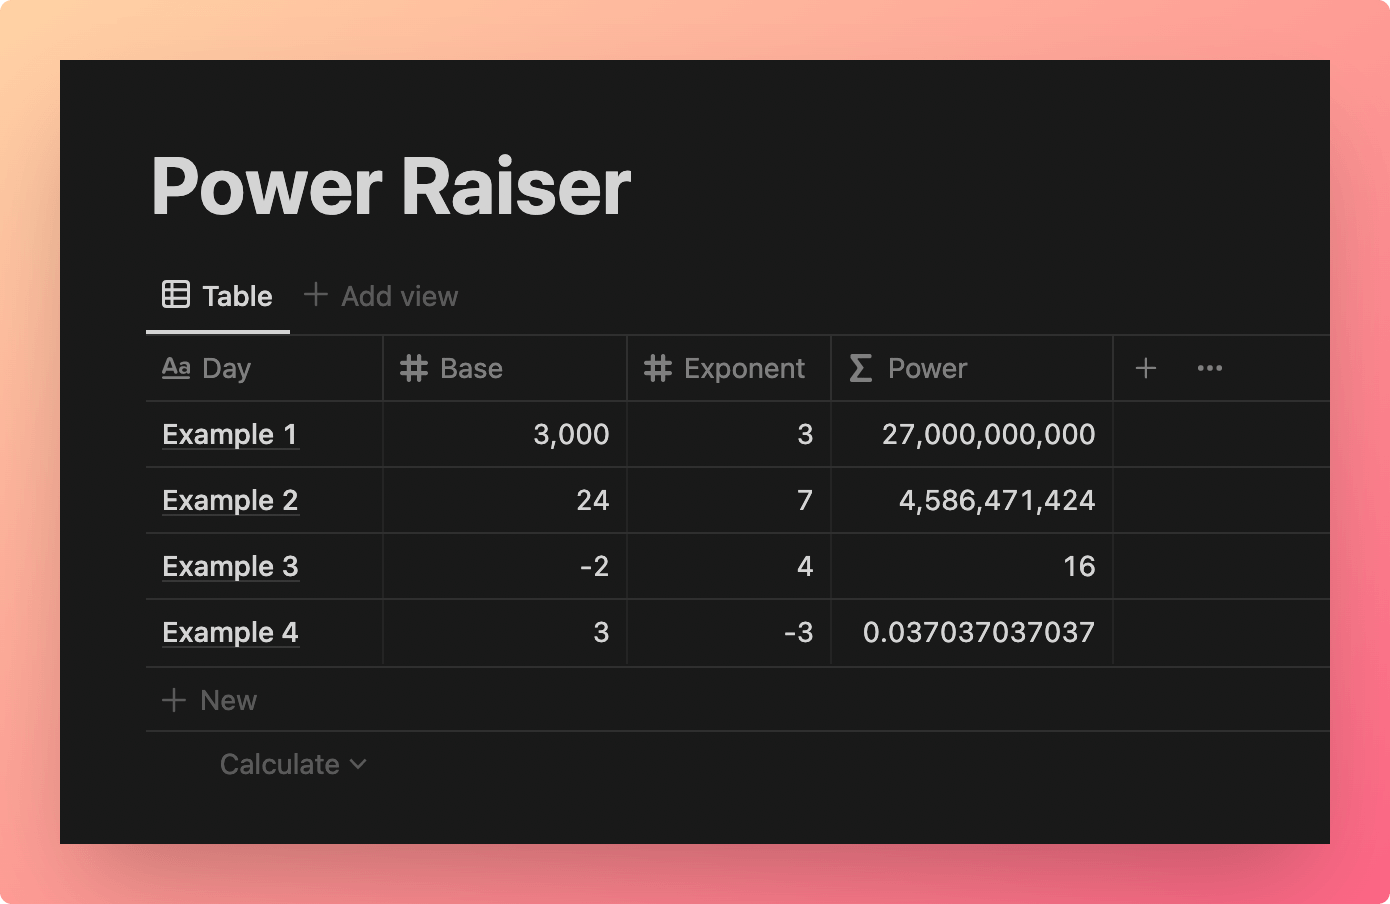 Power Raiser
Table + Add view
Aa Day # Base # Exponent Σ Power + •••
Example 1 3,000 3 27,000,000,000
Example 2 24 7 4,586,471,424
Example 3 -2 4 16
Example 4 3 -3 0.037037037037
+ New
Calculate